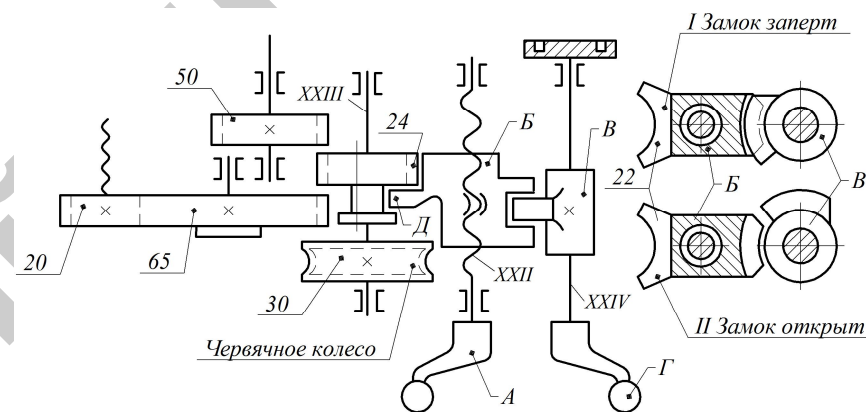 I Замок заперт
50
XXIII
24
Б
В
Д
22
Б
В
20
65
30
XXII
XXIV
II Замок открыт
Червячное колесо
А
Г